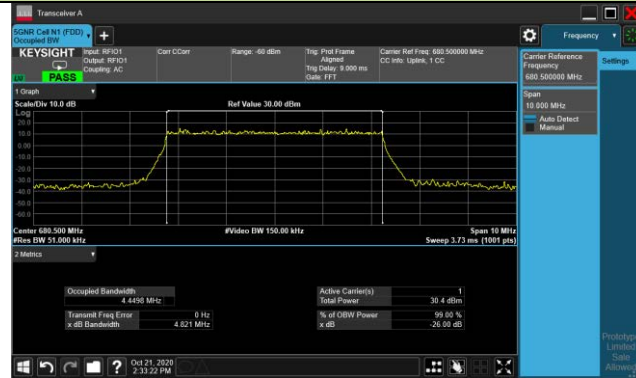 Transceiver A
5GNR Cell N1 (FDD)
Occupied BW
Frequency
KEYSIGHT
Input: RFIO1
Output: RFIO1
Coupling: AC
Corr CCorr
Range: -60 dBm
Trig: Prot Frame
Aligned
Trig Delay: 9.000 ms
Gate: FFT
Carrier Ref Freq: 680.500000 MHz
CC Info: Uplink, 1 CC
PASS
Carrier Reference
Frequency
680.500000 MHz
Settings
Span
10.000 MHz
Auto Detect
Manual
1 Graph
Scale/Div 10.0 dB
Ref Value 30.00 dBm
Log
20.0
10.0
0.00
-10.0
-20.0
-30.0
-40.0
-50.0
-60.0
Center 680.500 MHz
#Video BW 150.00 kHz
Span 10 MHz
#Res BW 51.000 kHz
Sweep 3.73 ms (1001 pts)
2 Metrics
Occupied Bandwidth
4.4498 MHz
Transmit Freq Error 0 Hz
x dB Bandwidth 4.821 MHz
Active Carrier(s) 1
Total Power 30.4 dBm
% of OBW Power 99.00 %
x dB -26.00 dB
Prototype
Limited
Sale
Allowed
Oct 21, 2020
2:33:22 PM